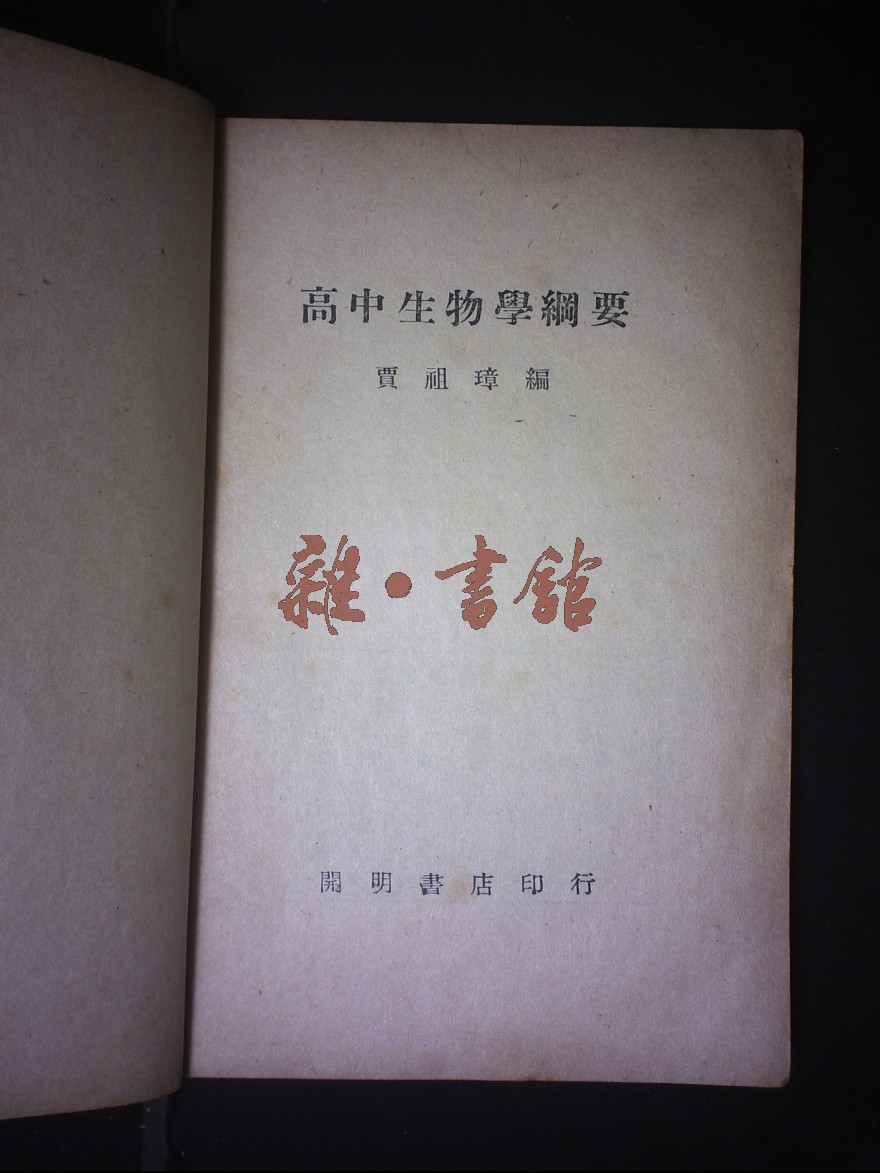 高中生物學綱要
賈祖璋編
雜·書館
開明書店印行